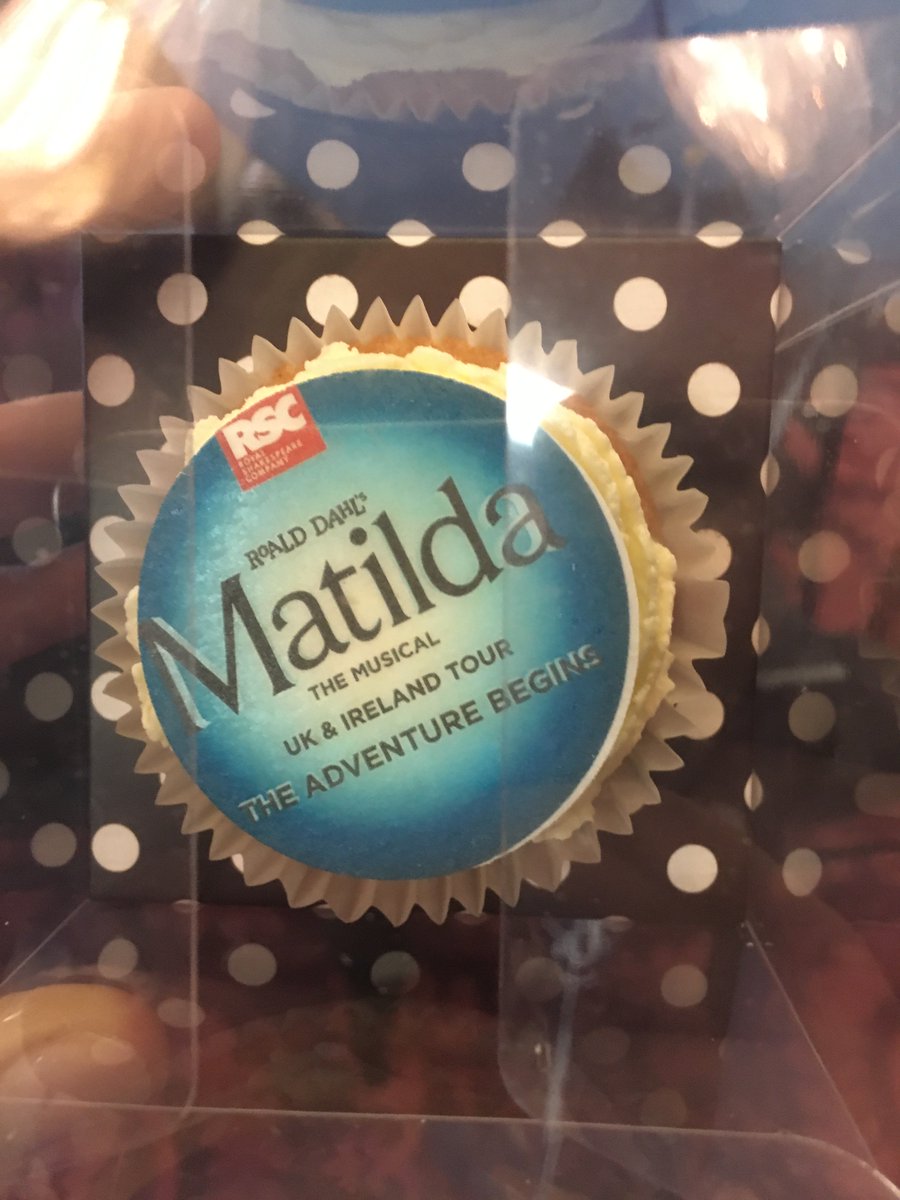 RSC
ROYAL
SHAKESPEARE
COMPANY
ROALD DAHL's
Matilda
THE MUSICAL
UK & IRELAND TOUR
THE ADVENTURE BEGINS